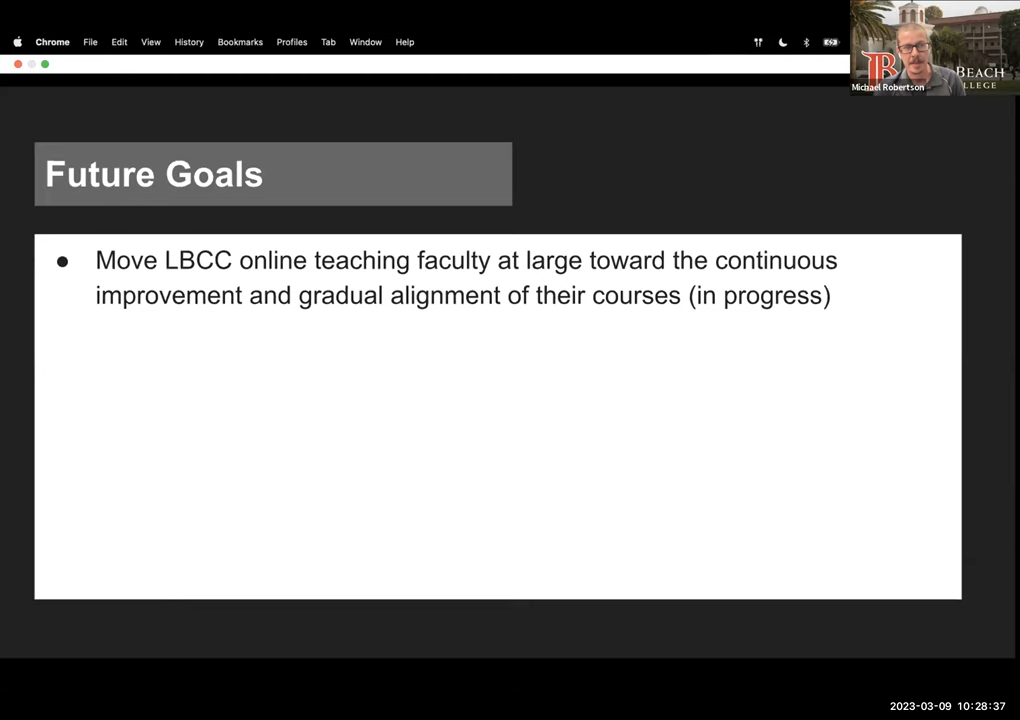 Chrome File Edit View History Bookmarks Profiles Tab Window Help
BEACH
LLEGE
Michael Robertson
Future Goals
● Move LBCC online teaching faculty at large toward the continuous
improvement and gradual alignment of their courses (in progress)
2023-03-09 10:28:37